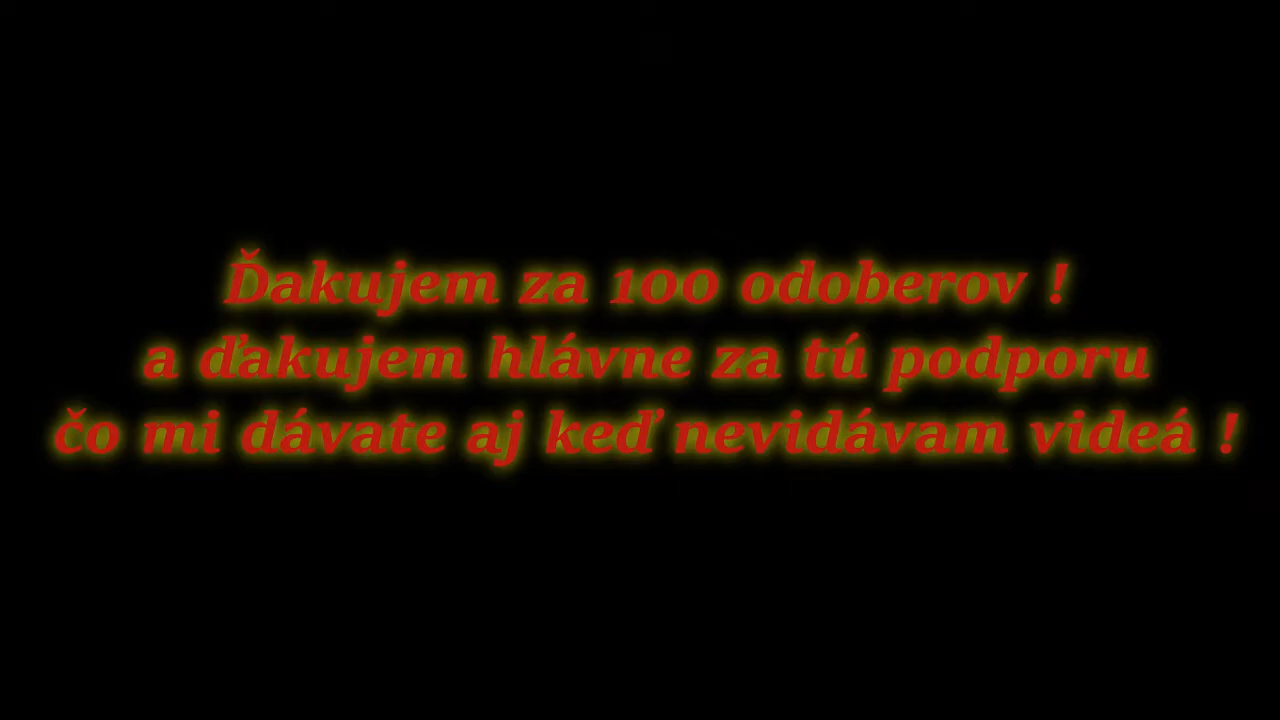 Ďakujem za 100 odoberov !
a ďakujem hlávne za tú podporu
čo mi dávate aj keď nevidávam videá !